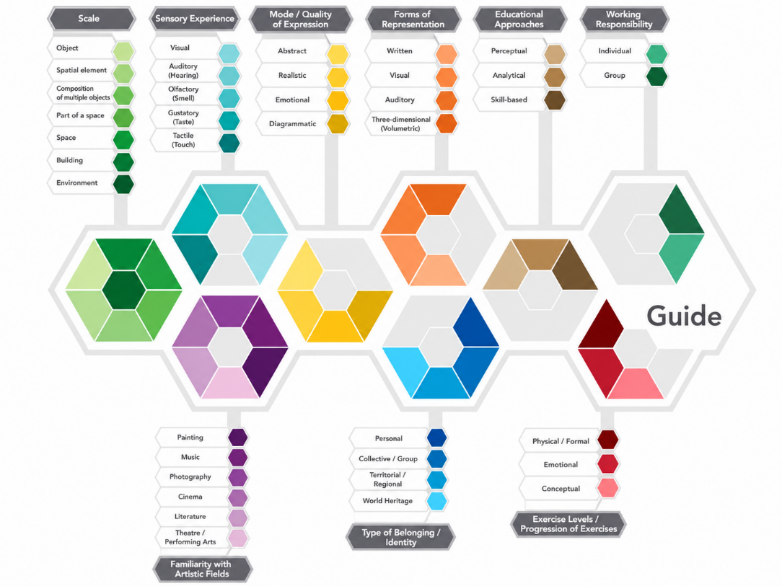 Scale
Object
Spatial element
Composition
of multiple objects
Part of a space
Space
Building
Environment
Sensory Experience
Visual
Auditory
(Hearing)
Olfactory
(Smell)
Gustatory
(Taste)
Tactile
(Touch)
Mode / Quality
of Expression
Abstract
Realistic
Emotional
Diagrammatic
Forms of
Representation
Written
Visual
Auditory
Three-dimensional
(Volumetric)
Educational
Approaches
Perceptual
Analytical
Skill-based
Working
Responsibility
Individual
Group
Guide
Painting
Music
Photography
Cinema
Literature
Theatre /
Performing Arts
Familiarity with
Artistic Fields
Personal
Collective / Group
Territorial /
Regional
World Heritage
Type of Belonging /
Identity
Physical / Formal
Emotional
Conceptual
Exercise Levels /
Progression of Exercises